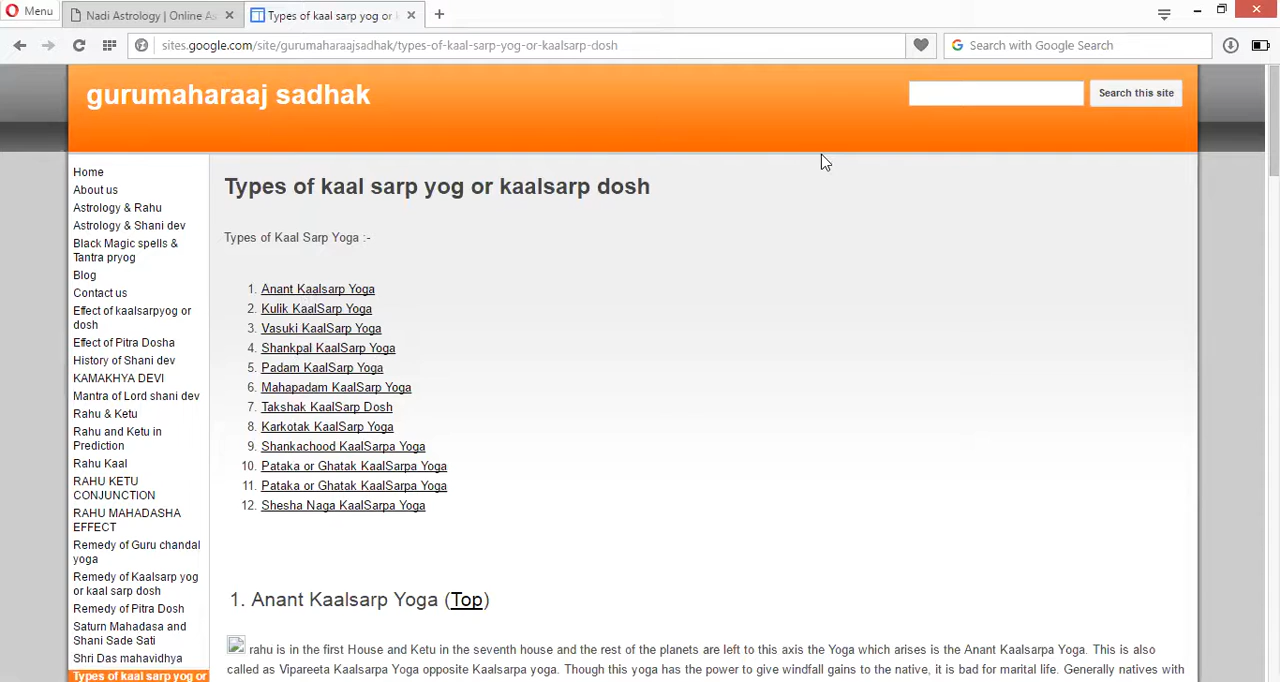 Menu
Nadi Astrology | Online As
Types of kaal sarp yog or
sites.google.com/site/gurumaharaajsadhak/types-of-kaal-sarp-yog-or-kaalsarp-dosh
Search with Google Search
gurumaharaaj sadhak
Search this site
Home
About us
Astrology & Rahu
Astrology & Shani dev
Black Magic spells &
Tantra pryog
Blog
Contact us
Effect of kaalsarpyog or
dosh
Effect of Pitra Dosha
History of Shani dev
KAMAKHYA DEVI
Mantra of Lord shani dev
Rahu & Ketu
Rahu and Ketu in
Prediction
Rahu Kaal
RAHU KETU
CONJUNCTION
RAHU MAHADASHA
EFFECT
Remedy of Guru chandal
yoga
Remedy of Kaalsarp yog
or kaal sarp dosh
Remedy of Pitra Dosh
Saturn Mahadasa and
Shani Sade Sati
Shri Das mahavidhya
Types of kaal sarp yog or
Types of kaal sarp yog or kaalsarp dosh
Types of Kaal Sarp Yoga :-
1. Anant Kaalsarp Yoga
2. Kulik KaalSarp Yoga
3. Vasuki KaalSarp Yoga
4. Shankpal KaalSarp Yoga
5. Padam KaalSarp Yoga
6. Mahapadam KaalSarp Yoga
7. Takshak KaalSarp Dosh
8. Karkotak KaalSarp Yoga
9. Shankachood KaalSarpa Yoga
10. Pataka or Ghatak KaalSarpa Yoga
11. Pataka or Ghatak KaalSarpa Yoga
12. Shesha Naga KaalSarpa Yoga
1. Anant Kaalsarp Yoga (Top)
rahu is in the first House and Ketu in the seventh house and the rest of the planets are left to this axis the Yoga which arises is the Anant KaalSarpa Yoga. This is also
called as Vipareeta Kaalsarpa Yoga opposite Kaalsarpa yoga. Though this yoga has the power to give windfall gains to the native, it is bad for marital life. Generally natives with